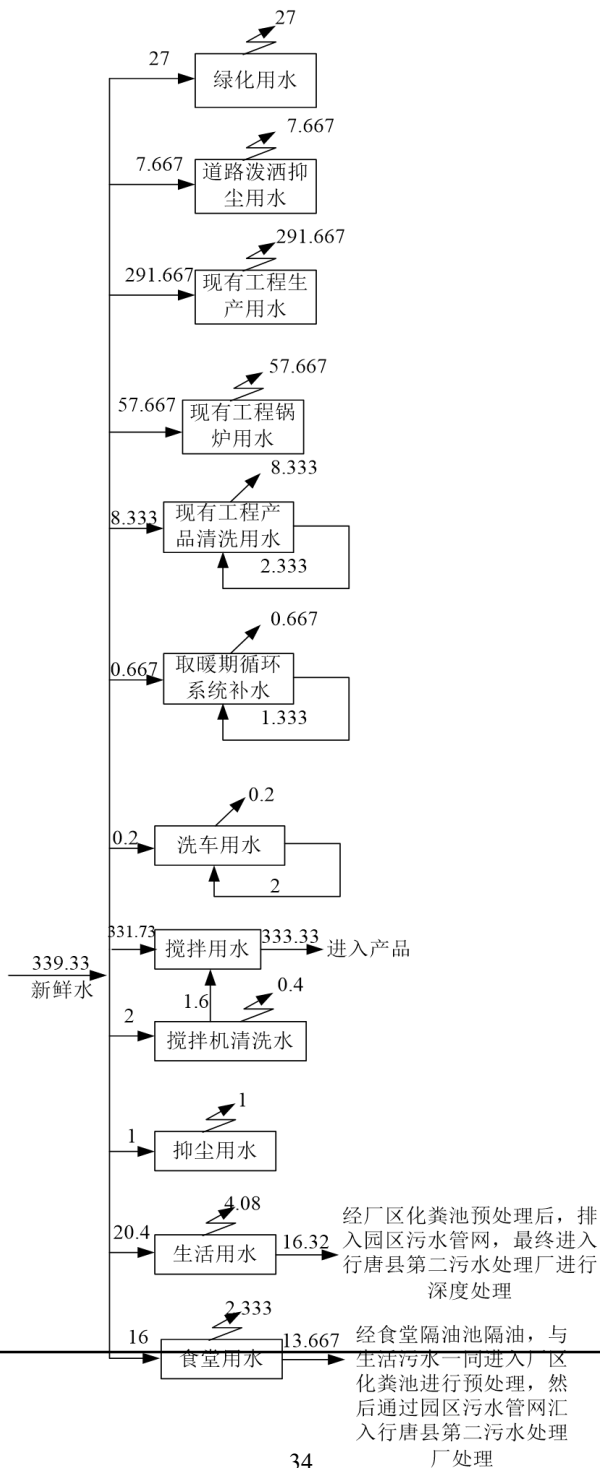 27
27
绿化用水
7.667
7.667
道路泼洒抑
尘用水
291.667
291.667
现有工程生
产用水
57.667
57.667
现有工程锅
炉用水
8.333
8.333
现有工程产
品清洗用水
2.333
0.667
0.667
取暖期循环
系统补水
1.333
0.2
0.2
洗车用水
2
331.73
搅拌用水
333.33
进入产品
339.33
新鲜水
1.6
0.4
2
搅拌机清洗水
1
1
抑尘用水
4.08
20.4
生活用水
16.32
经厂区化粪池预处理后，排
入园区污水管网，最终进入
行唐县第二污水处理厂进行
深度处理
2.333
16
食堂用水
13.667
经食堂隔油池隔油，与
生活污水一同进入厂区
化粪池进行预处理，然
后通过园区污水管网汇
入行唐县第二污水处理
厂处理
34